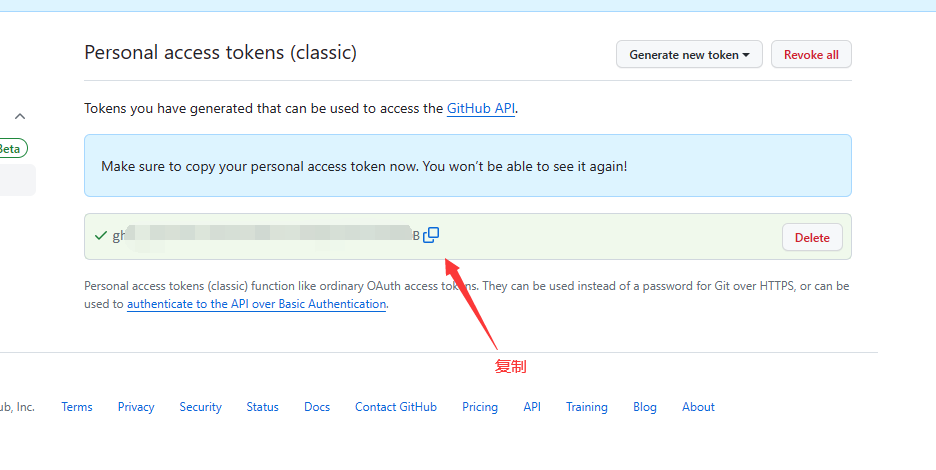 Personal access tokens (classic)
Generate new token
Revoke all
Tokens you have generated that can be used to access the GitHub API.
Beta
Make sure to copy your personal access token now. You won't be able to see it again!
gh
B
Delete
Personal access tokens (classic) function like ordinary OAuth access tokens. They can be used instead of a password for Git over HTTPS, or can be
used to authenticate to the API over Basic Authentication.
复制
Inc.
Terms
Privacy
Security
Status
Docs
Contact GitHub
Pricing
API
Training
Blog
About